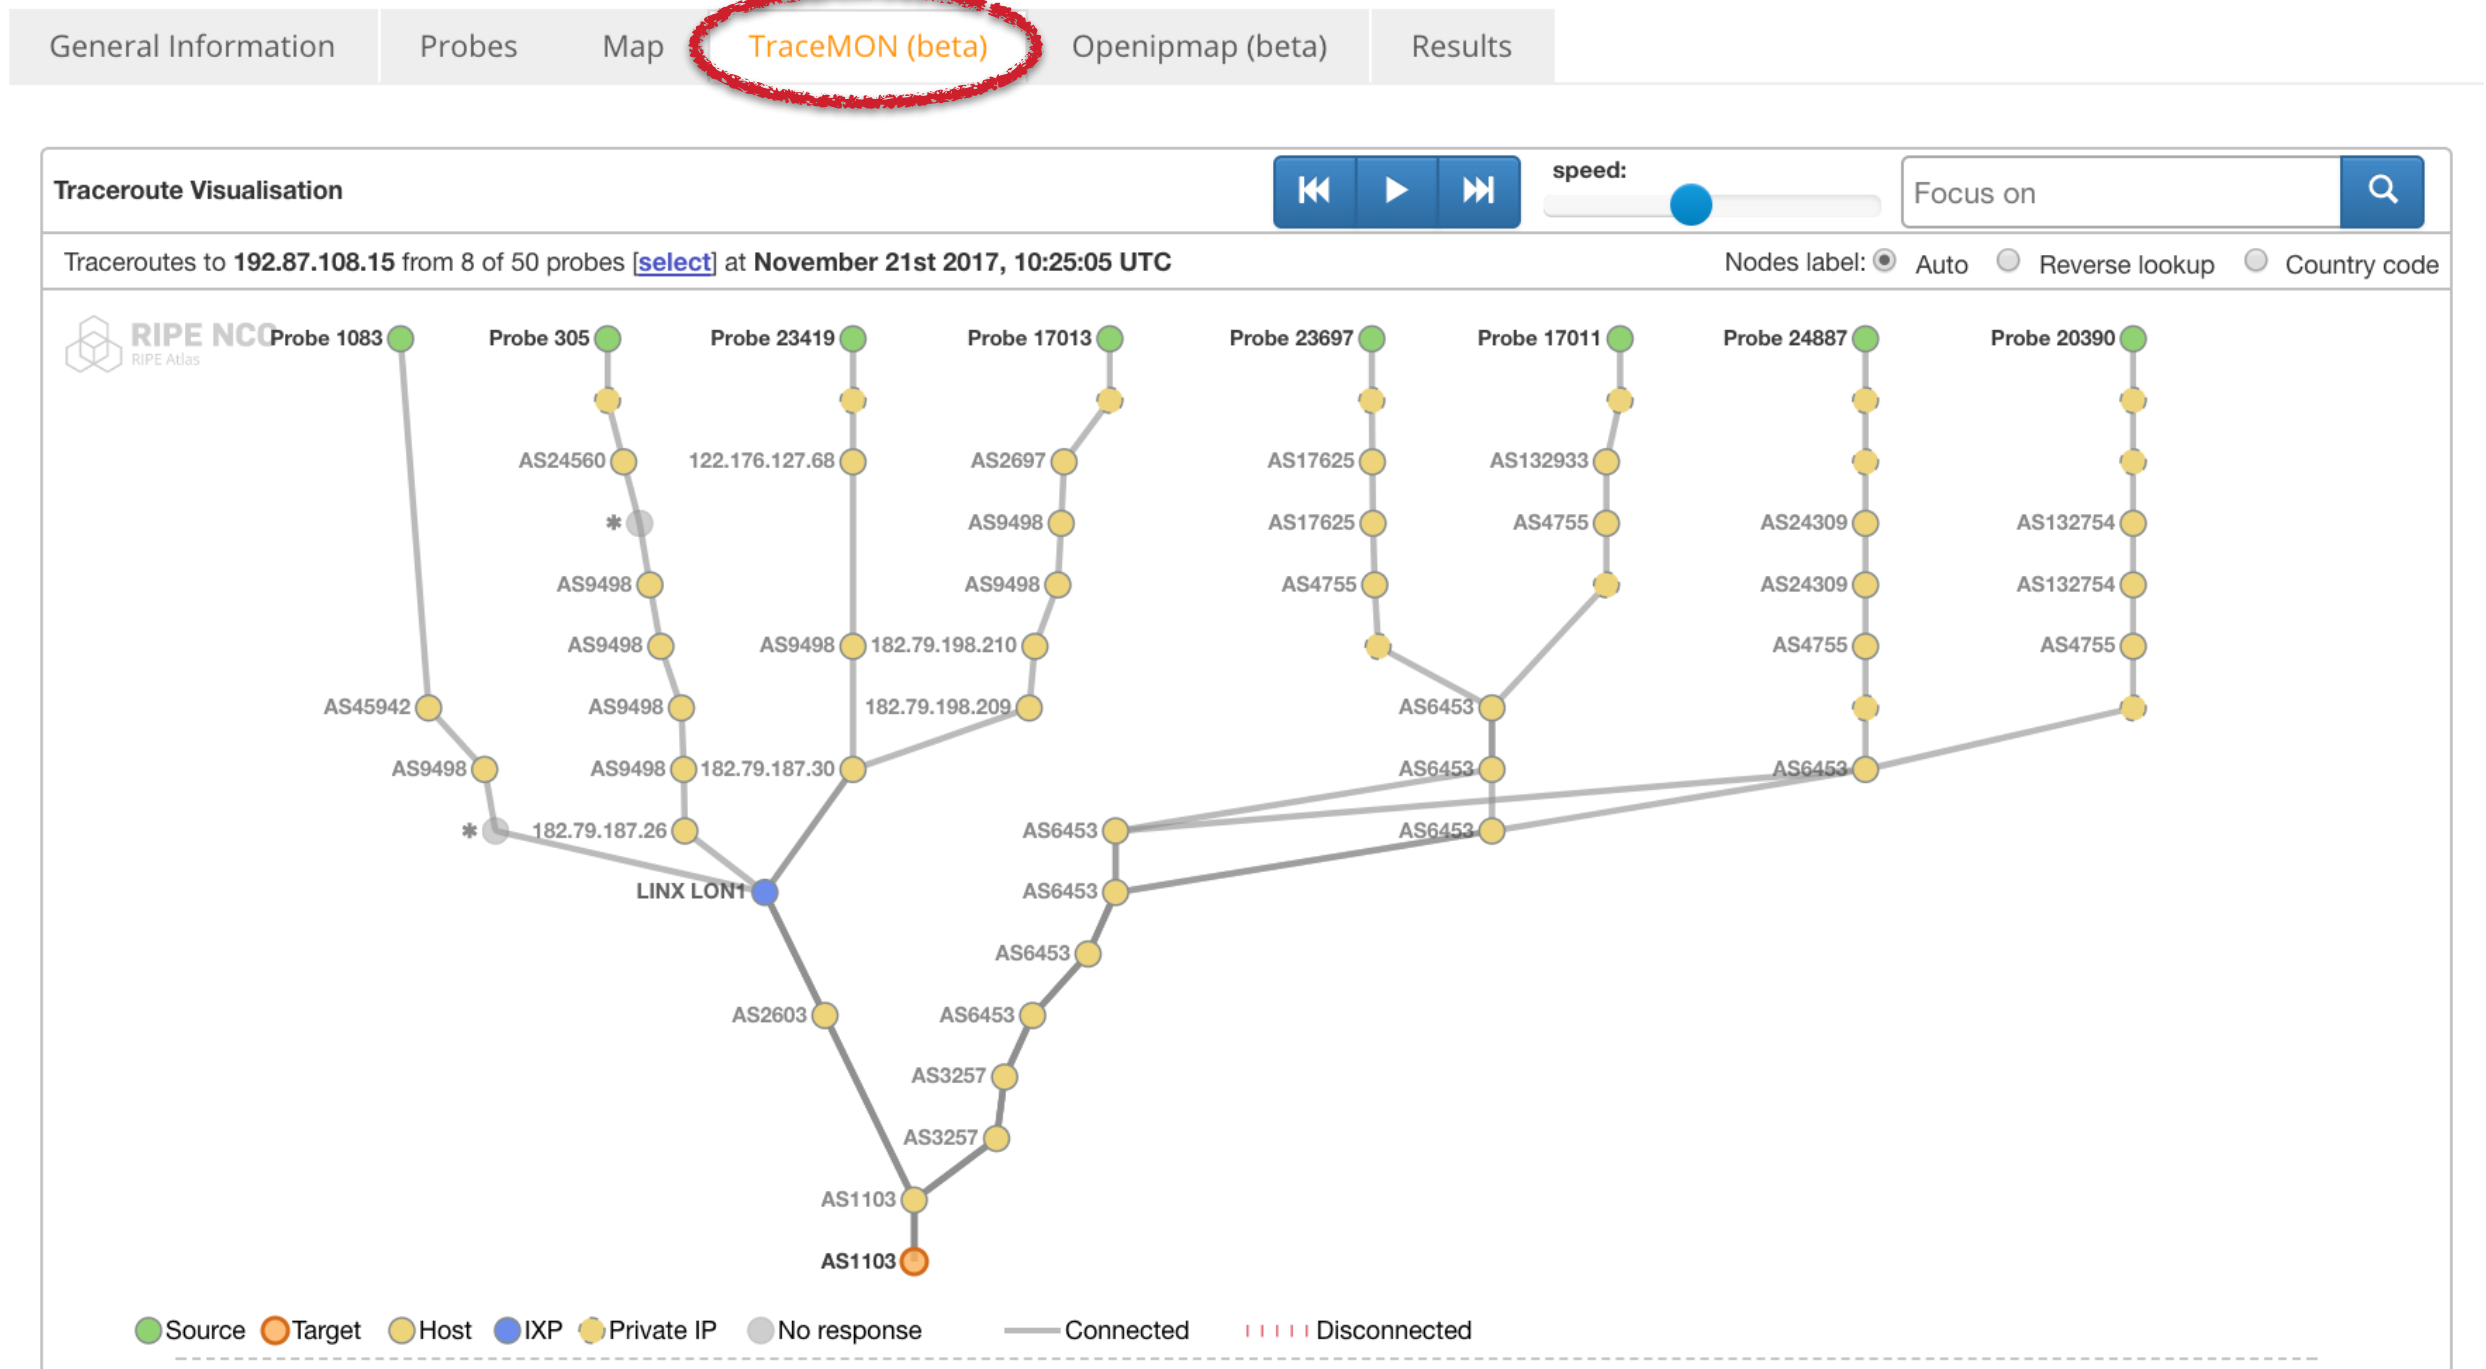 General Information Probes Map TraceMON (beta) Openipmap (beta) Results
speed:
Traceroute Visualisation Focus on
Traceroutes to 192.87.108.15 from 8 of 50 probes [select] at November 21st 2017, 10:25:05 UTC Nodes label: Auto Reverse lookup Country code
RIPE NCC
RIPE Atlas
Probe 1083 Probe 305 Probe 23419 Probe 17013 Probe 23697 Probe 17011 Probe 24887 Probe 20390
AS24560 122.176.127.68 AS2697 AS17625 AS132933
* AS9498 AS17625 AS4755 AS24309 AS132754
AS9498 AS9498 AS4755 AS24309 AS132754
AS9498 AS9498 182.79.198.210 AS4755 AS4755
AS45942 AS9498 182.79.198.209 AS6453
AS9498 AS9498 182.79.187.30 AS6453 AS6453
* 182.79.187.26 AS6453 AS6453
LINX LON1 AS6453
AS6453
AS2603 AS6453
AS3257
AS3257
AS1103
AS1103
Source Target Host IXP Private IP No response Connected Disconnected